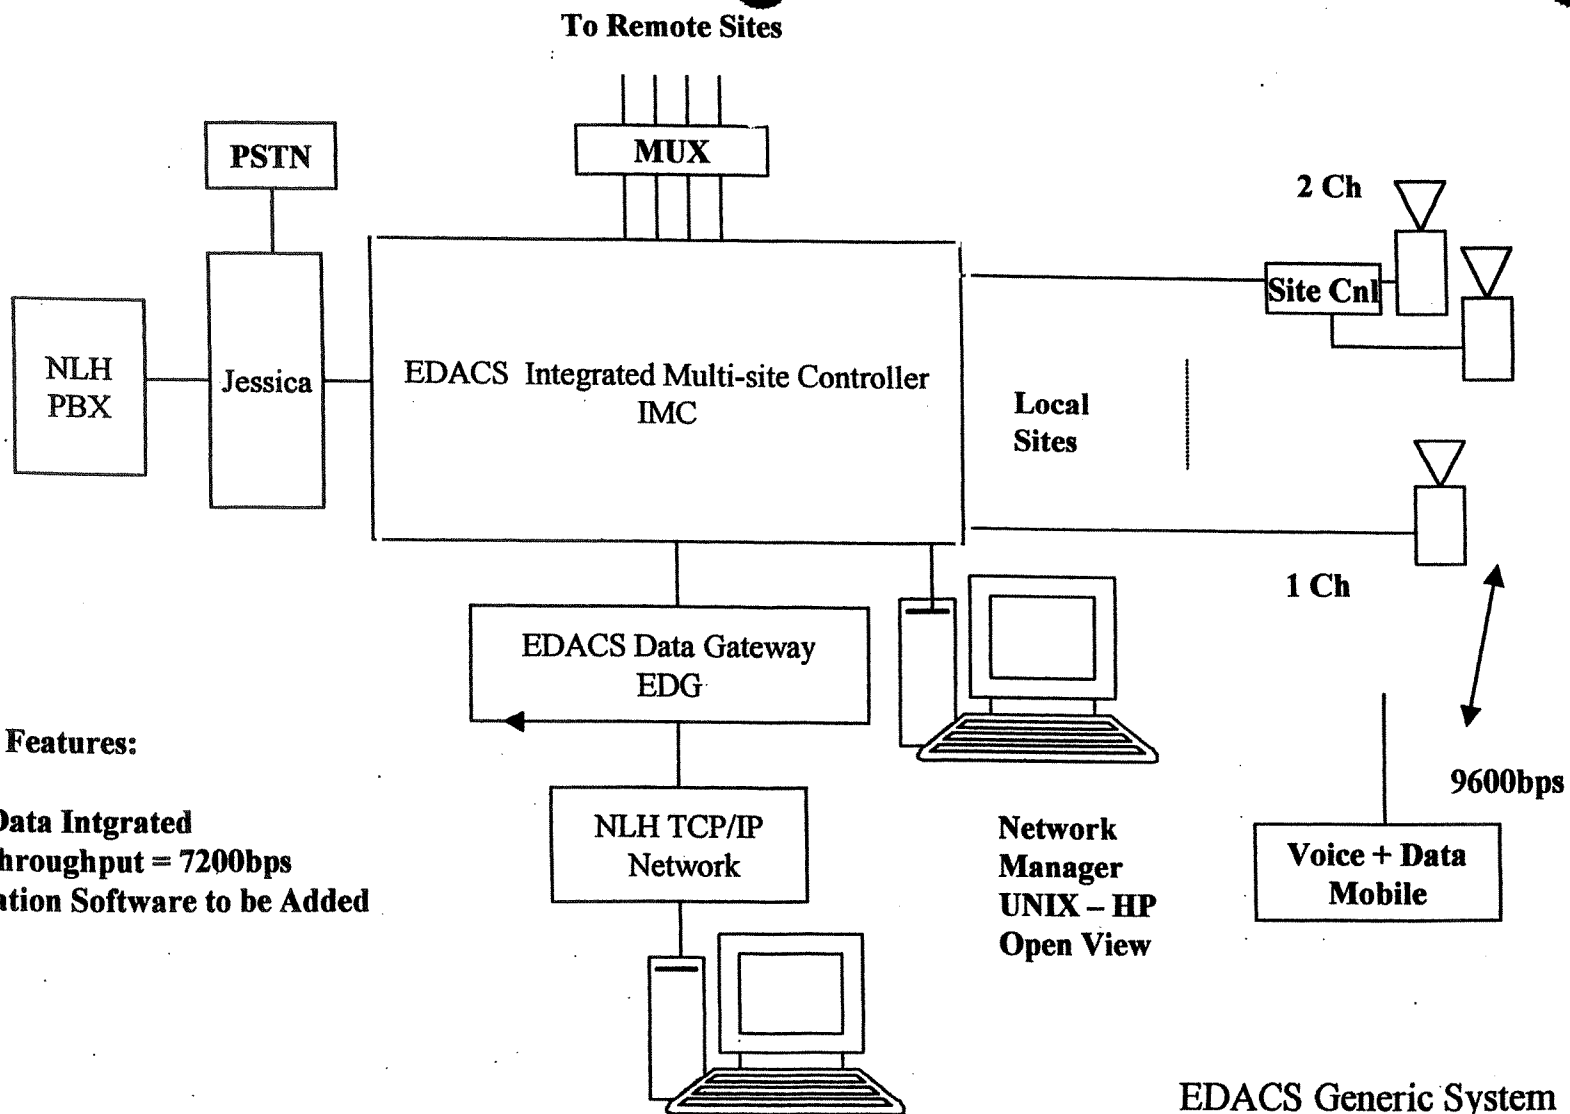 To Remote Sites
MUX
PSTN
2 Ch
Site Cnl
NLH
PBX
Jessica
EDACS Integrated Multi-site Controller
IMC
Local
Sites
1 Ch
EDACS Data Gateway
EDG
Features:
Data Intgrated
hroughput = 7200bps
ation Software to be Added
NLH TCP/IP
Network
Network
Manager
UNIX – HP
Open View
9600bps
Voice + Data
Mobile
EDACS Generic System